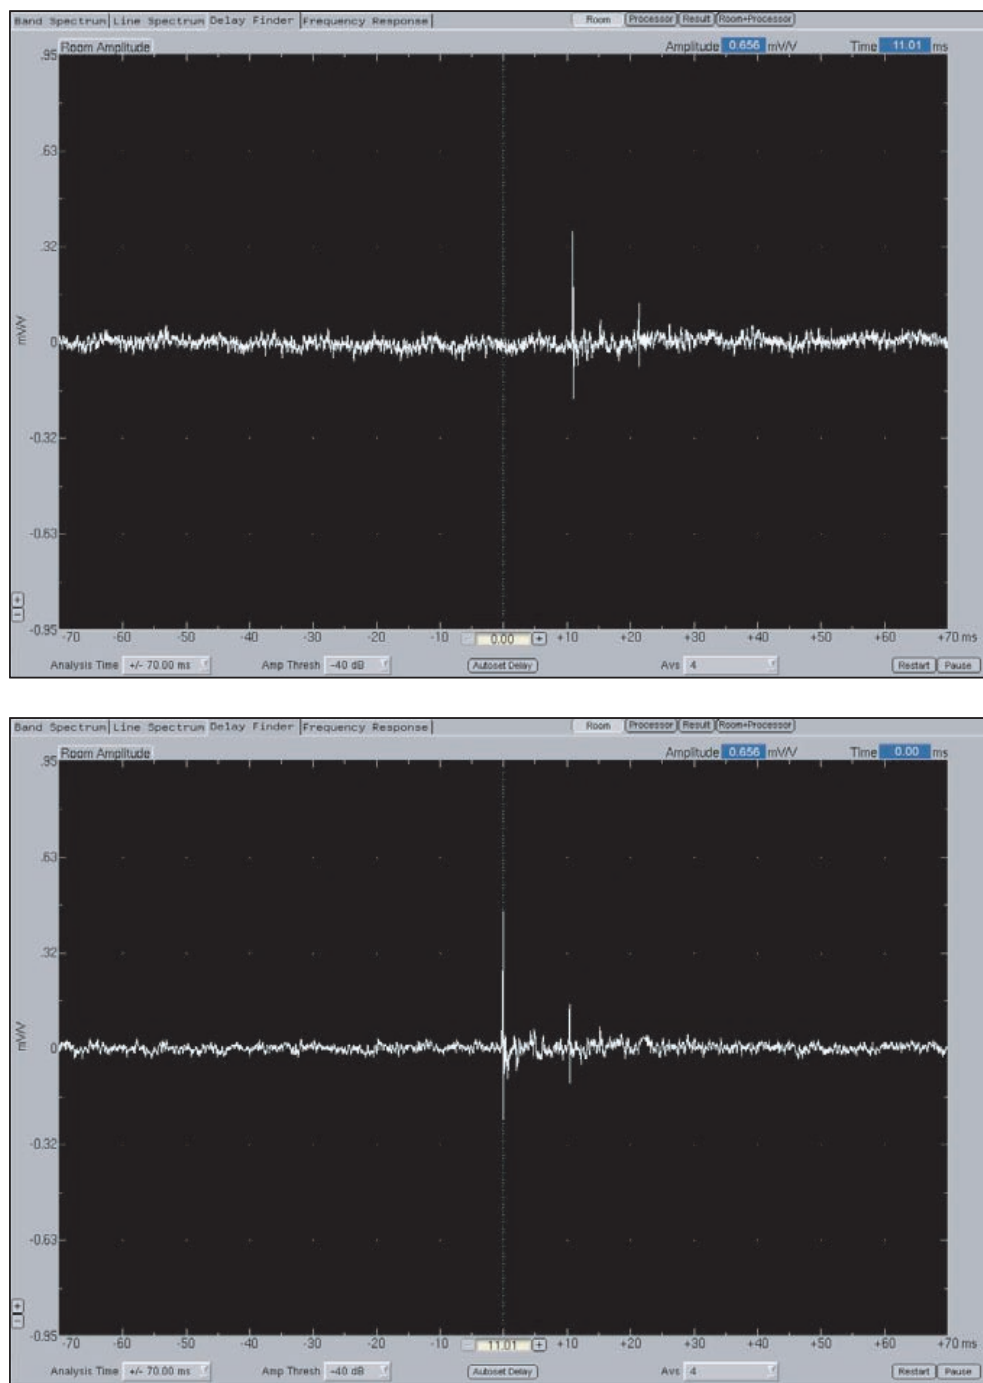 Band Spectrum Line Spectrum Delay Finder Frequency Response Room Processor Result Room+Processor
Room Amplitude Amplitude 0.656 mV/V Time 11.01 ms
.95
.63
.32
mV/V
0
-0.32
-0.63
+
-
-0.95
-70 -60 -50 -40 -30 -20 -10 - 0.00 + +10 +20 +30 +40 +50 +60 +70 ms
Analysis Time +/- 70.00 ms Amp Thresh -40 dB Autoset Delay Avs 4 Restart Pause
Band Spectrum Line Spectrum Delay Finder Frequency Response Room Processor Result Room+Processor
Room Amplitude Amplitude 0.656 mV/V Time 0.00 ms
.95
.63
.32
mV/V
0
-0.32
-0.63
+
-
-0.95
-70 -60 -50 -40 -30 -20 -10 - 11.01 + +10 +20 +30 +40 +50 +60 +70 ms
Analysis Time +/- 70.00 ms Amp Thresh -40 dB Autoset Delay Avs 4 Restart Pause